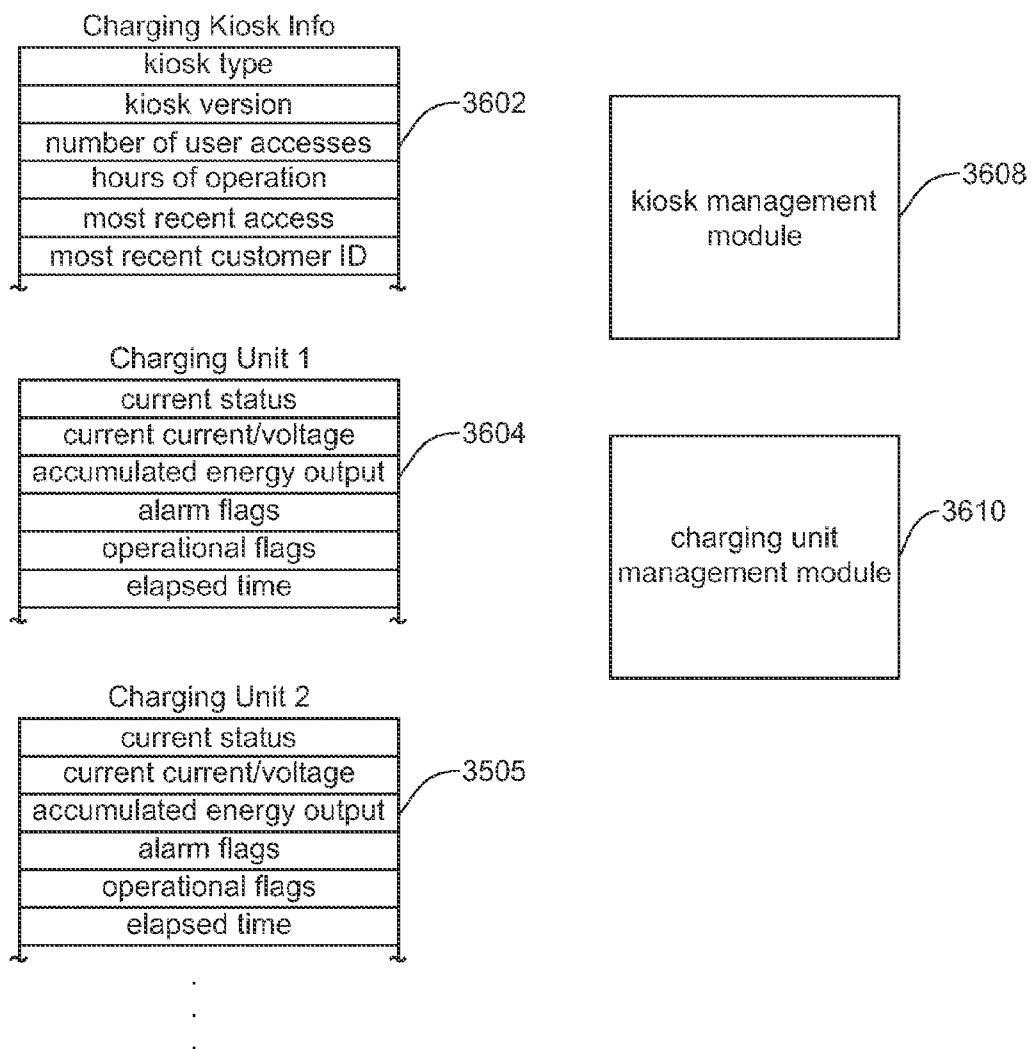 Charging Kiosk Info
kiosk type
kiosk version
3602
number of user accesses
hours of operation
most recent access
most recent customer ID
kiosk management
module
3608
Charging Unit 1
current status
current current/voltage
3604
accumulated energy output
alarm flags
operational flags
elapsed time
charging unit
management module
3610
Charging Unit 2
current status
current current/voltage
3505
accumulated energy output
alarm flags
operational flags
elapsed time